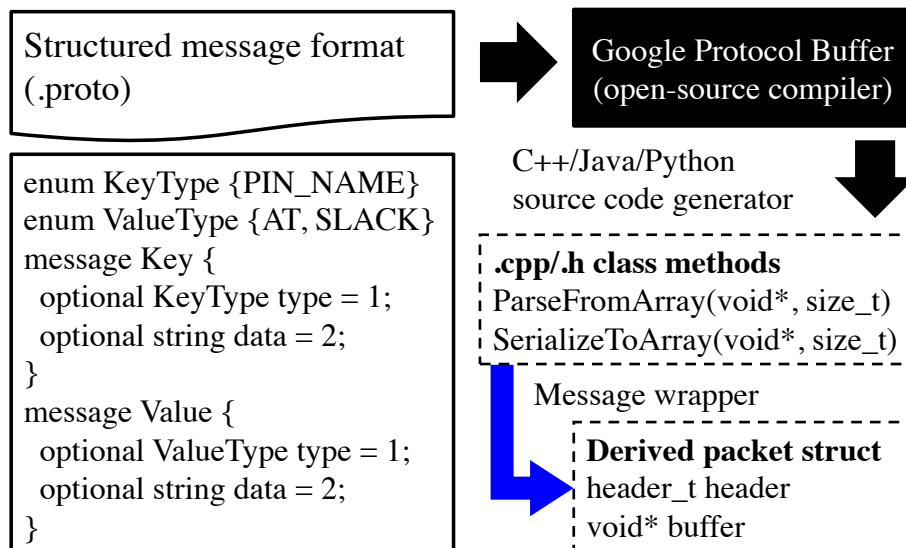 Structured message format
(.proto)
Google Protocol Buffer
(open-source compiler)
enum KeyType {PIN_NAME}
enum ValueType {AT, SLACK}
message Key {
optional KeyType type = 1;
optional string data = 2;
}
message Value {
optional ValueType type = 1;
optional string data = 2;
}
C++/Java/Python
source code generator
.cpp/.h class methods
ParseFromArray(void*, size_t)
SerializeToArray(void*, size_t)
Message wrapper
Derived packet struct
header_t header
void* buffer